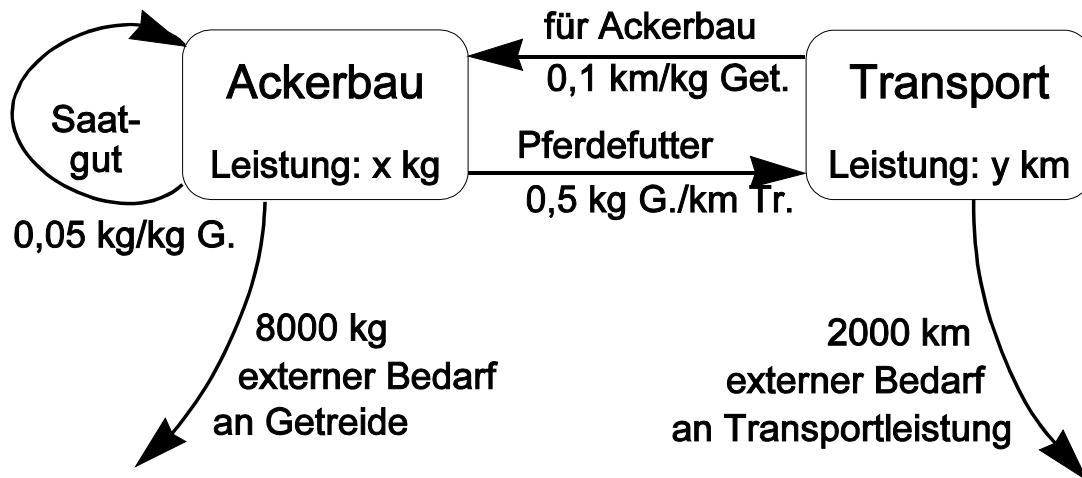 für Ackerbau
Ackerbau
0,1 km/kg Get.
Transport
Saat-
gut
Leistung: x kg
Pferdefutter
0,5 kg G./km Tr.
Leistung: y km
0,05 kg/kg G.
8000 kg
externer Bedarf
an Getreide
2000 km
externer Bedarf
an Transportleistung